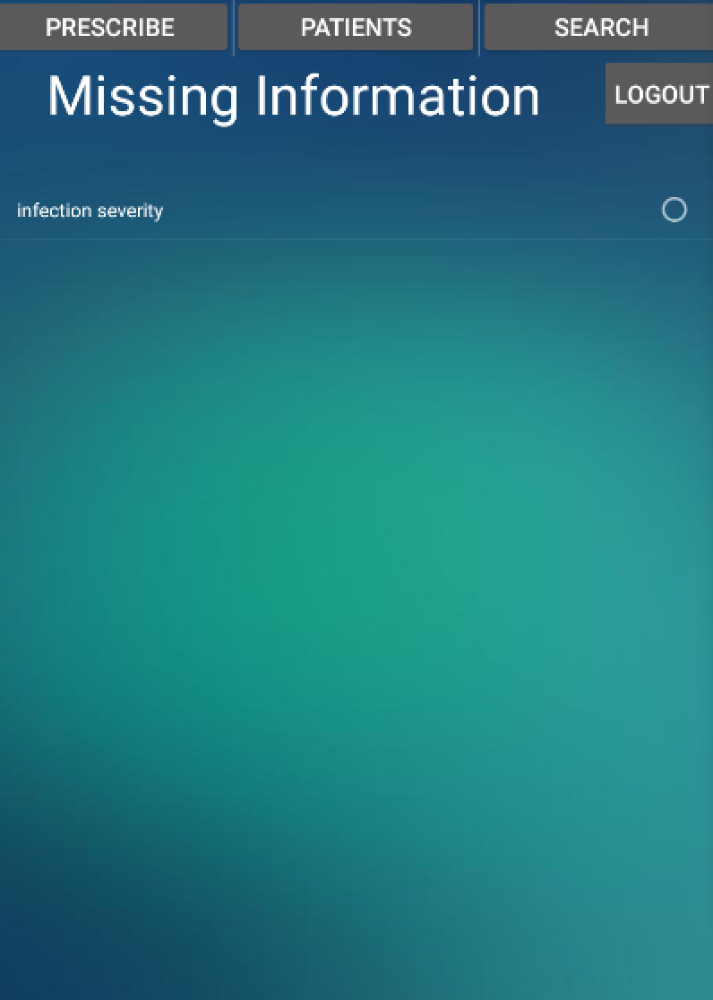 PRESCRIBE PATIENTS SEARCH
Missing Information
LOGOUT
infection severity